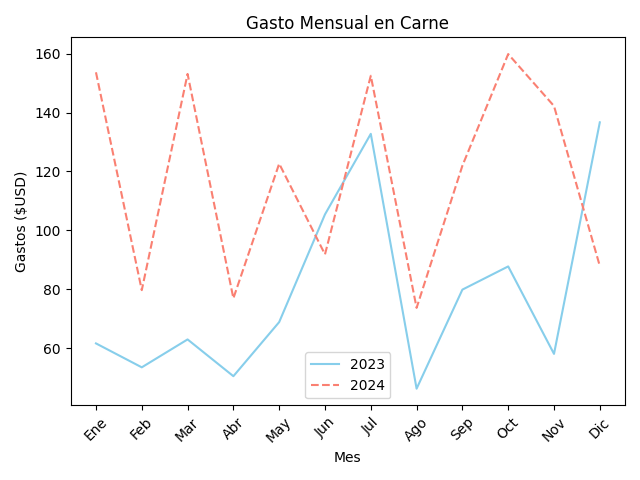 Gasto Mensual en Carne
Gastos ($USD)
160
140
120
100
80
60
2023
2024
Ene
Feb
Mar
Abr
May
Jun
Jul
Ago
Sep
Oct
Nov
Dic
Mes